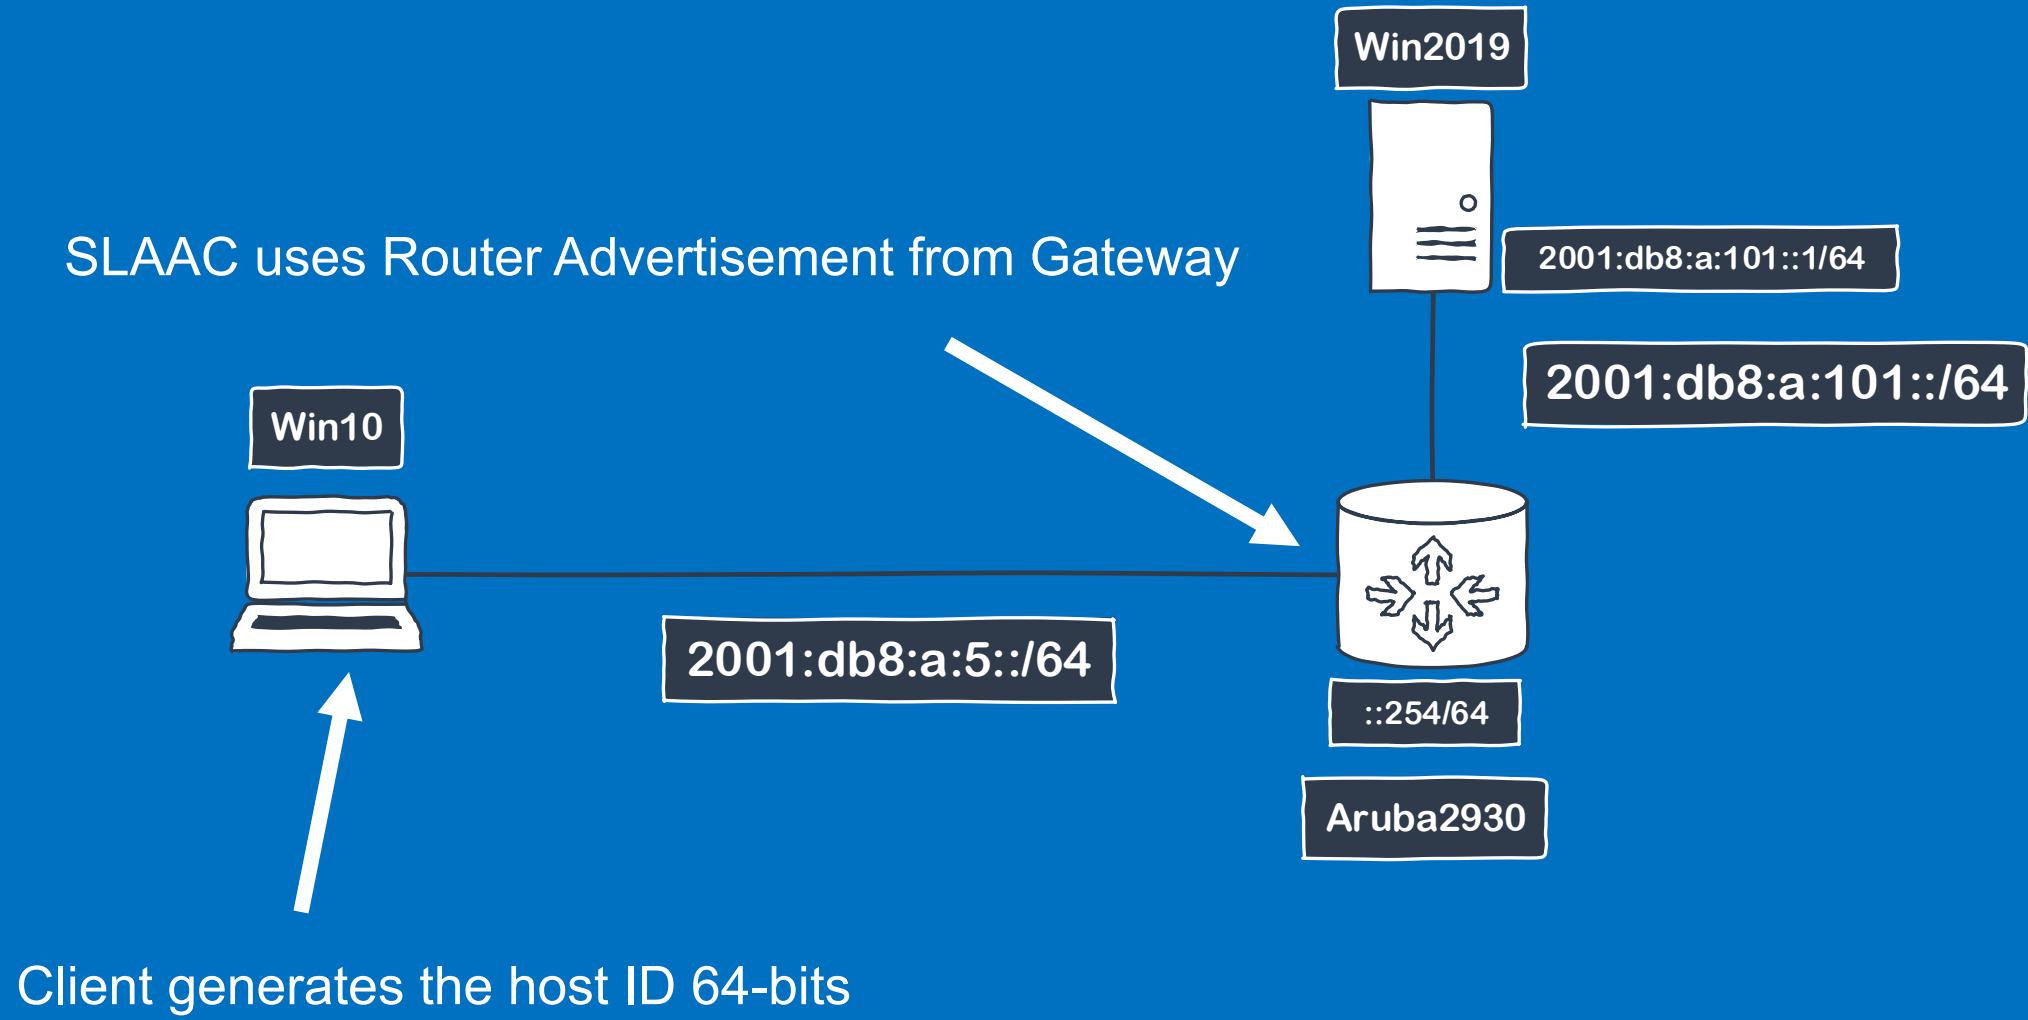 Win2019
SLAAC uses Router Advertisement from Gateway
2001:db8:a:101::1/64
2001:db8:a:101::/64
Win10
2001:db8:a:5::/64
::254/64
Aruba2930
Client generates the host ID 64-bits